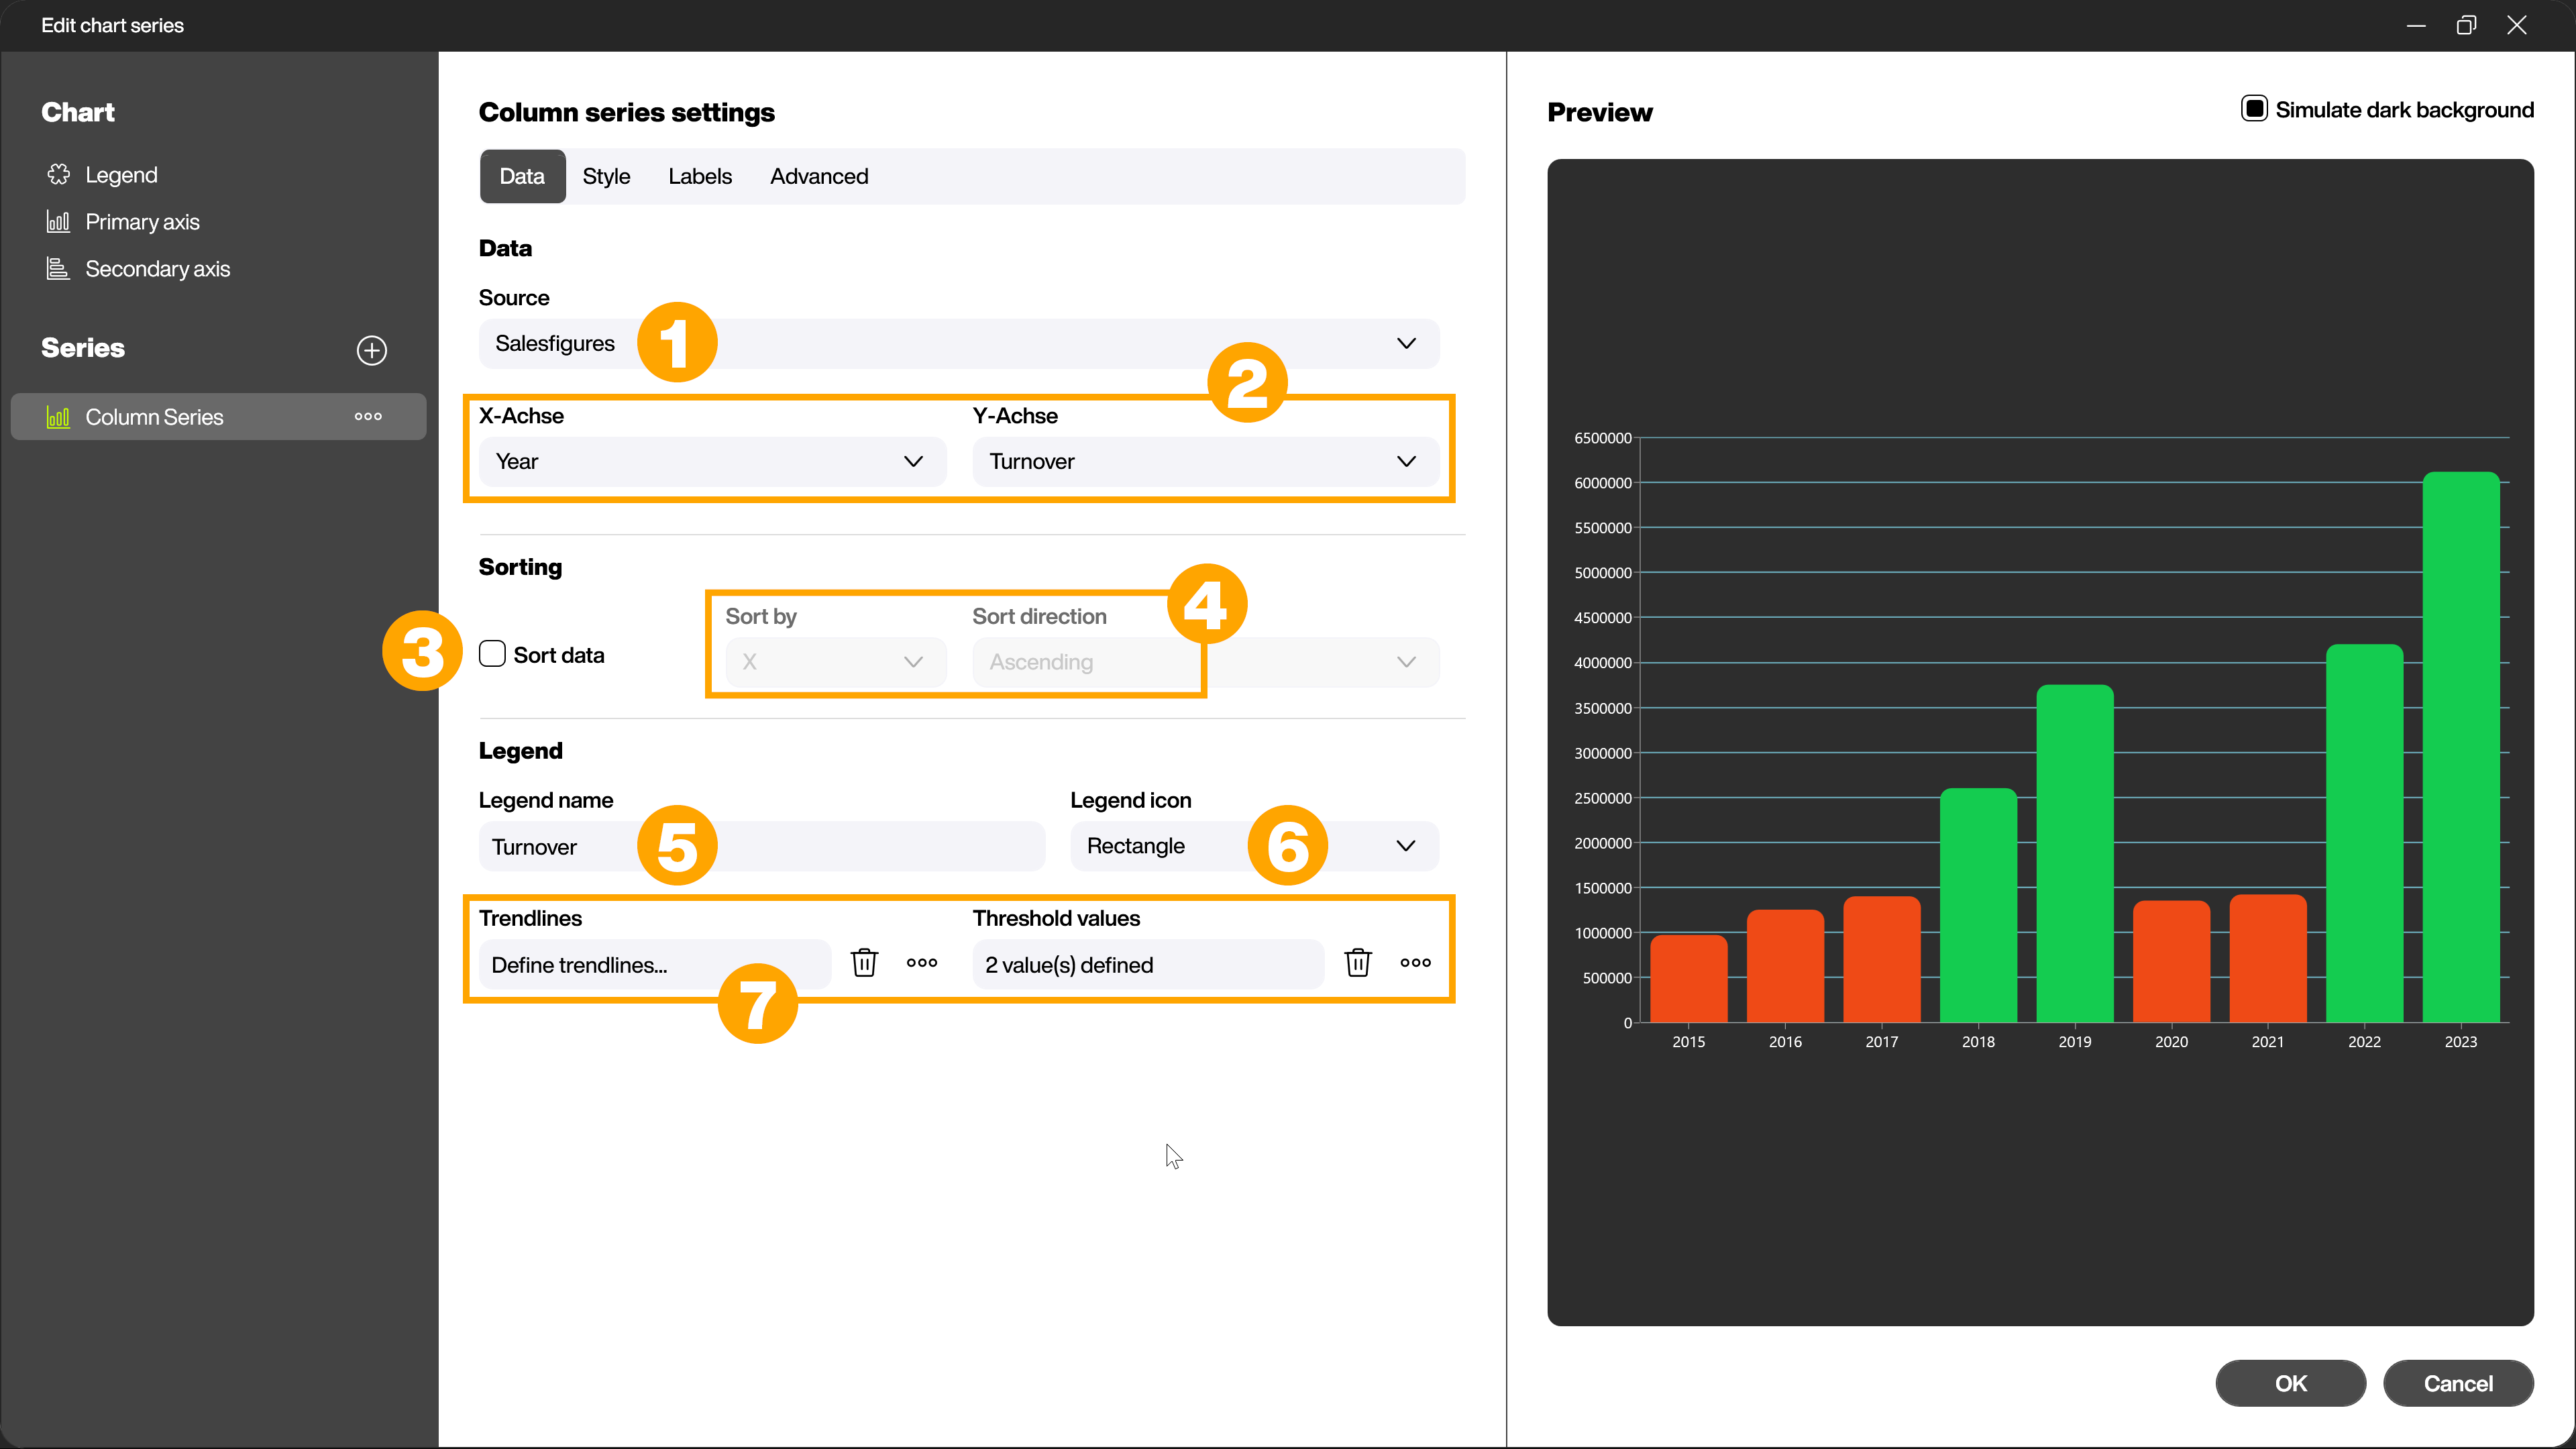 Edit chart series
Chart
Legend
Primary axis
Secondary axis
Series
Column Series
Column series settings
Data Style Labels Advanced
Data
Source
Salesfigures
1
2
X-Achse Y-Achse
Year Turnover
Sorting
4
Sort by Sort direction
3
Sort data X Ascending
Legend
Legend name Legend icon
Turnover 5 Rectangle 6
Trendlines Threshold values
Define trendlines... 2 value(s) defined
7
Preview
Simulate dark background
6500000
6000000
5500000
5000000
4500000
4000000
3500000
3000000
2500000
2000000
1500000
1000000
500000
0
2015 2016 2017 2018 2019 2020 2021 2022 2023
OK Cancel